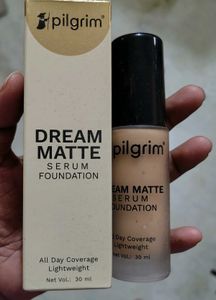 pilgrim®
DREAM
MATTE
SERUM
FOUNDATION
All Day Coverage
Lightweight
Net Vol.: 30 ml
pilgrim®
DREAM MATTE
SERUM
FOUNDATION
All Day Coverage
Lightweight
Net Vol.: 30 ml